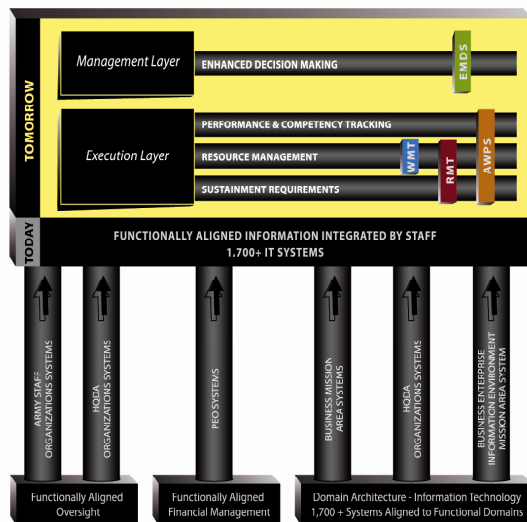 TOMORROW
Management Layer
ENHANCED DECISION MAKING
EMDS
Execution Layer
PERFORMANCE & COMPETENCY TRACKING
RESOURCE MANAGEMENT
SUSTAINMENT REQUIREMENTS
WMT
RMT
AWPS
TODAY
FUNCTIONALLY ALIGNED INFORMATION INTEGRATED BY STAFF
1,700+ IT SYSTEMS
ARMY STAFF
ORGANIZATIONS SYSTEMS
HQDA
ORGANIZATIONS SYSTEMS
PEO SYSTEMS
BUSINESS MISSION
AREA SYSTEMS
HQDA
ORGANIZATIONS SYSTEMS
BUSINESS ENTERPRISE
INFORMATION ENVIRONMENT
MISSION AREA SYSTEM
Functionally Aligned
Oversight
Functionally Aligned
Financial Management
Domain Architecture - Information Technology
1,700 + Systems Aligned to Functional Domains